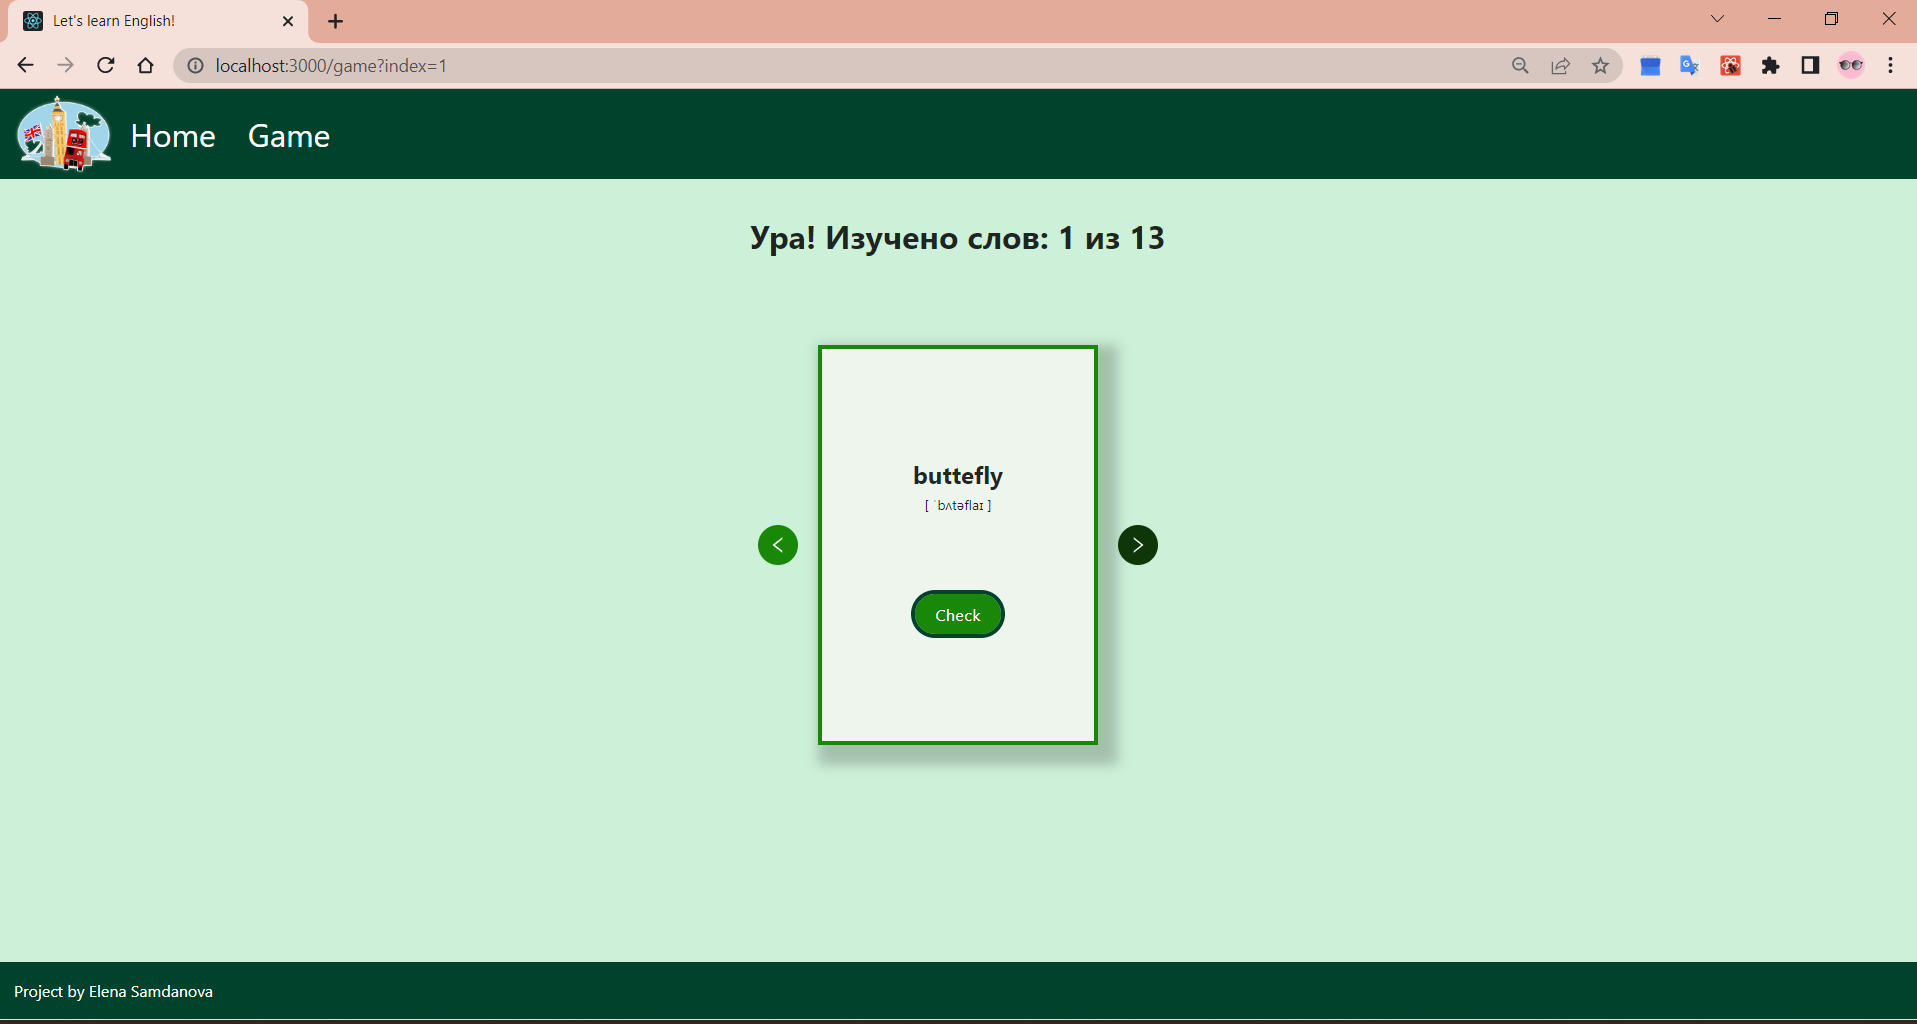 Let's learn English!
localhost:3000/game?index=1
Home Game
Ура! Изучено слов: 1 из 13
buttefly
[ ˈbʌtəflaɪ ]
Check
Project by Elena Samdanova